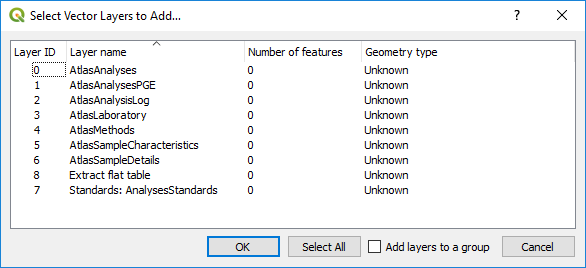 Select Vector Layers to Add...
Layer ID Layer name Number of features Geometry type
0 AtlasAnalyses 0 Unknown
1 AtlasAnalysesPGE 0 Unknown
2 AtlasAnalysisLog 0 Unknown
3 AtlasLaboratory 0 Unknown
4 AtlasMethods 0 Unknown
5 AtlasSampleCharacteristics 0 Unknown
6 AtlasSampleDetails 0 Unknown
8 Extract flat table 0 Unknown
7 Standards: AnalysesStandards 0 Unknown
OK Select All Add layers to a group Cancel